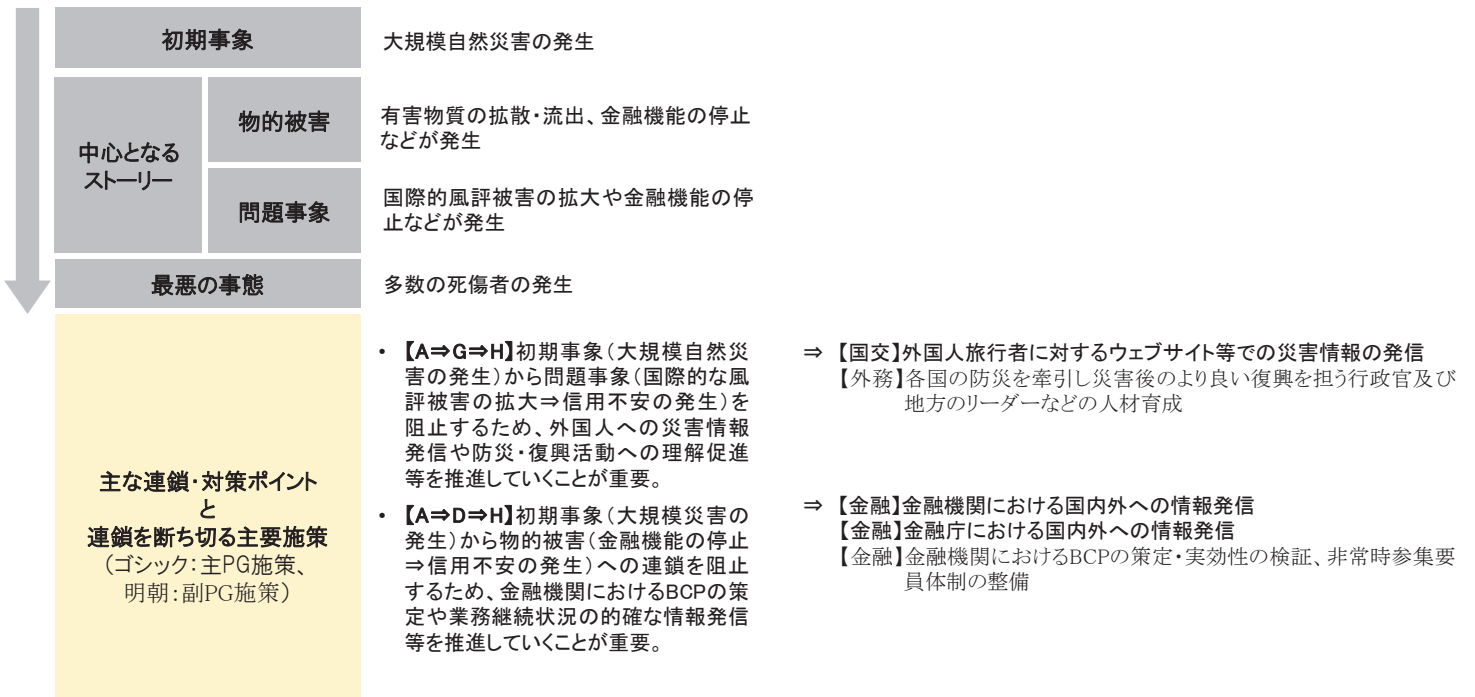 初期事象
大規模自然災害の発生
中心となる
ストーリー
物的被害
有害物質の拡散・流出、金融機能の停止
などが発生
問題事象
国際的風評被害の拡大や金融機能の停
止などが発生
最悪の事態
多数の死傷者の発生
主な連鎖・対策ポイント
と
連鎖を断ち切る主要施策
（ゴシック：主PG施策、
明朝：副PG施策）
• 【A⇒G⇒H】初期事象（大規模自然災
害の発生）から問題事象（国際的な風
評被害の拡大⇒信用不安の発生）を
阻止するため、外国人への災害情報
発信や防災・復興活動への理解促進
等を推進していくことが重要。
• 【A⇒D⇒H】初期事象（大規模災害の
発生）から物的被害（金融機能の停止
⇒信用不安の発生）への連鎖を阻止
するため、金融機関におけるBCPの策
定や業務継続状況の的確な情報発信
等を推進していくことが重要。
⇒ 【国交】外国人旅行者に対するウェブサイト等での災害情報の発信
【外務】各国の防災を牽引し災害後のより良い復興を担う行政官及び
地方のリーダーなどの人材育成
⇒ 【金融】金融機関における国内外への情報発信
【金融】金融庁における国内外への情報発信
【金融】金融機関におけるBCPの策定・実効性の検証、非常時参集要
員体制の整備